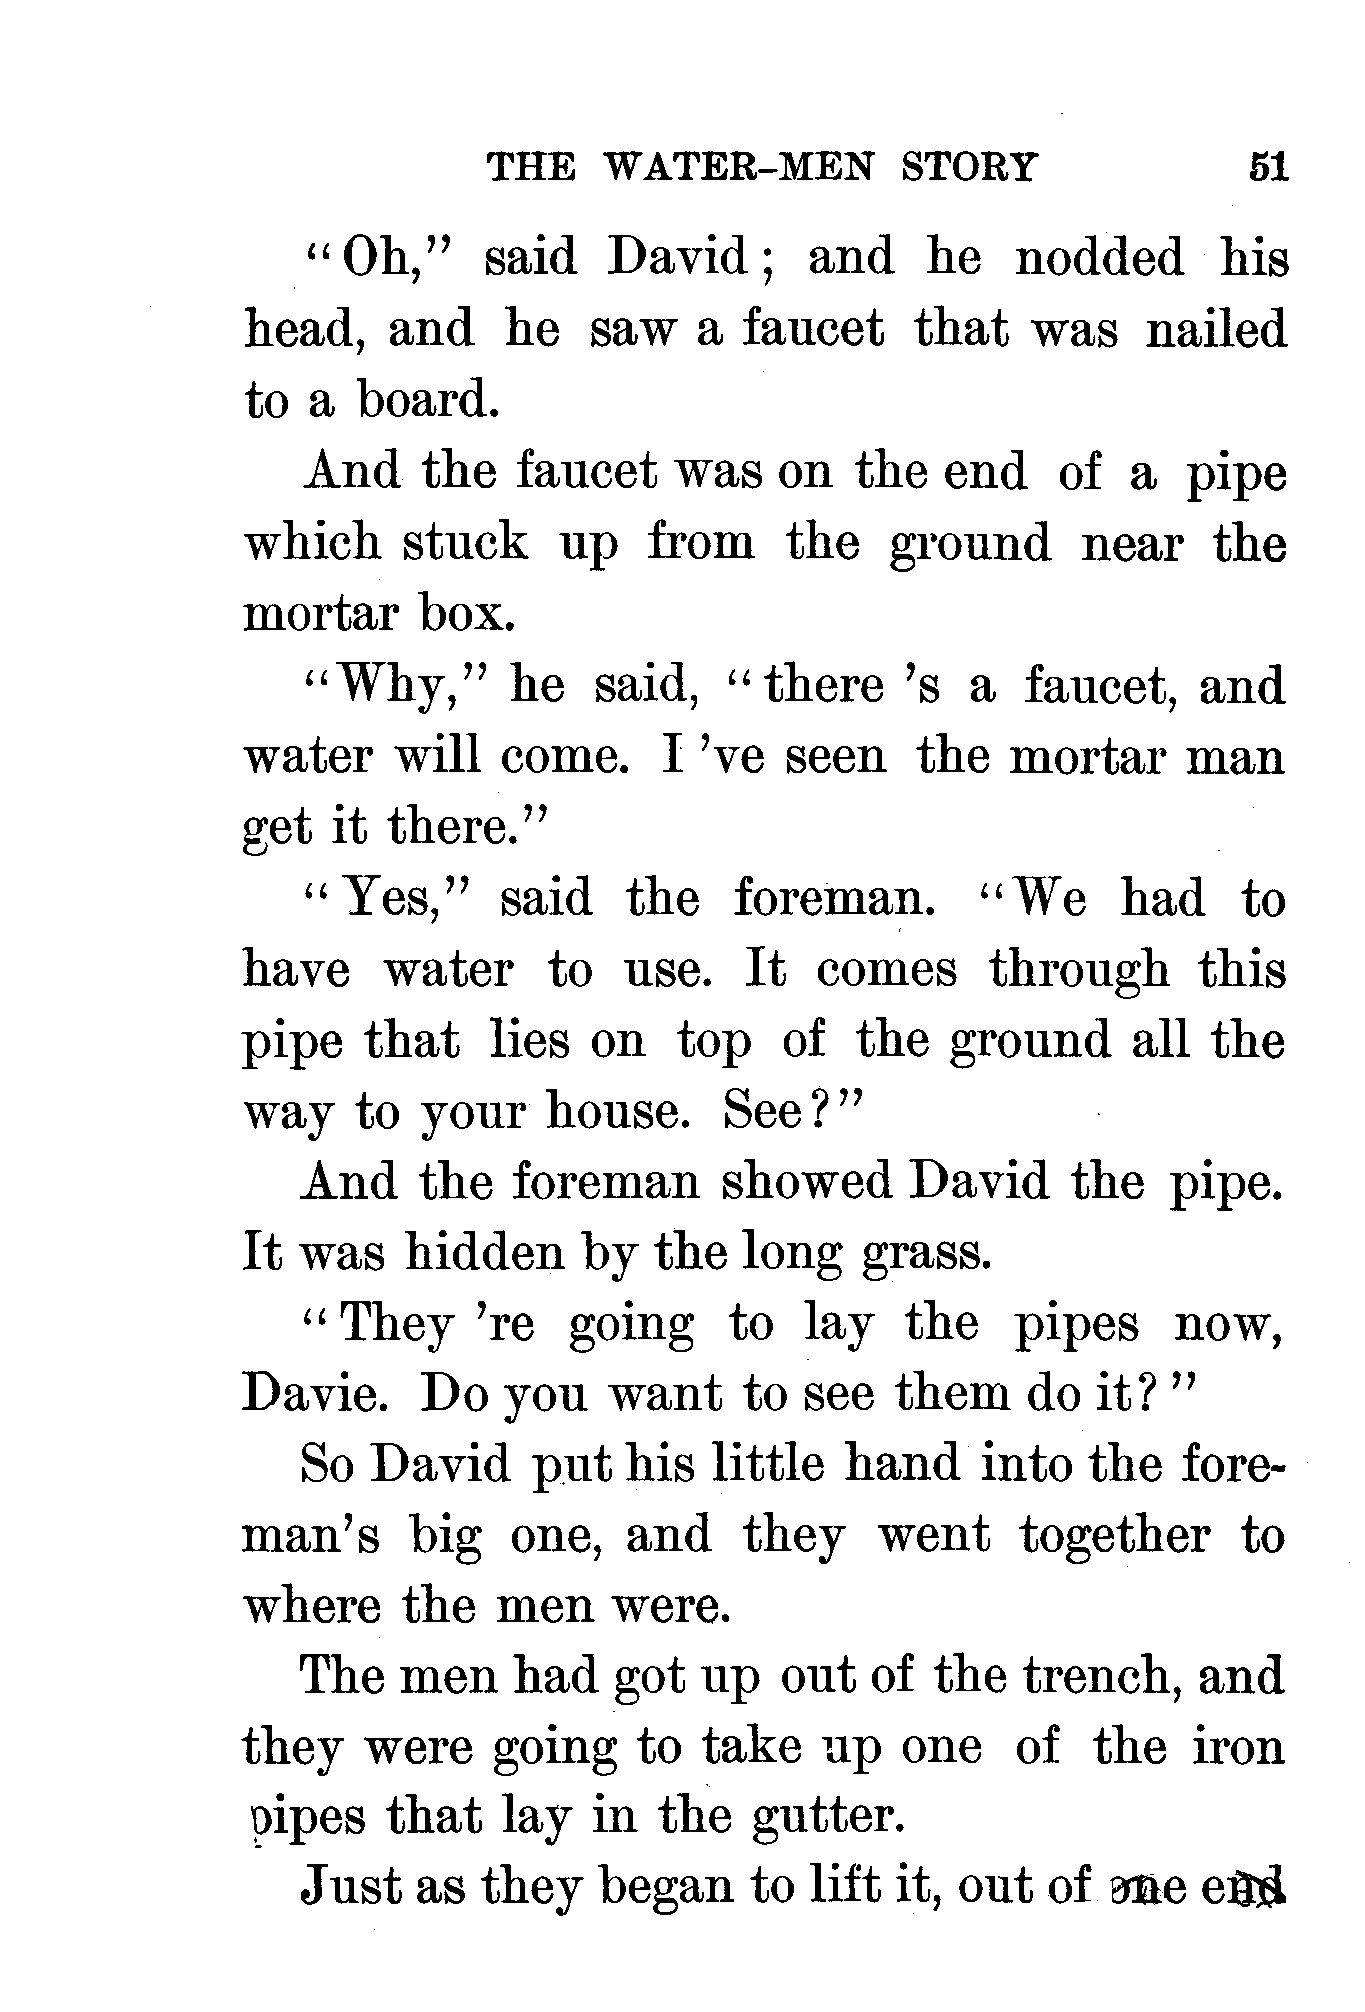 THE WATER-MEN STORY 51
"Oh," said David; and he nodded his
head, and he saw a faucet that was nailed
to a board.
And the faucet was on the end of a pipe
which stuck up from the ground near the
mortar box.
"Why," he said, "there 's a faucet, and
water will come. I 've seen the mortar man
get it there."
"Yes," said the foreman. "We had to
have water to use. It comes through this
pipe that lies on top of the ground all the
way to your house. See?"
And the foreman showed David the pipe.
It was hidden by the long grass.
"They 're going to lay the pipes now,
Davie. Do you want to see them do it?"
So David put his little hand into the fore-
man's big one, and they went together to
where the men were.
The men had got up out of the trench, and
they were going to take up one of the iron
pipes that lay in the gutter.
Just as they began to lift it, out of one end